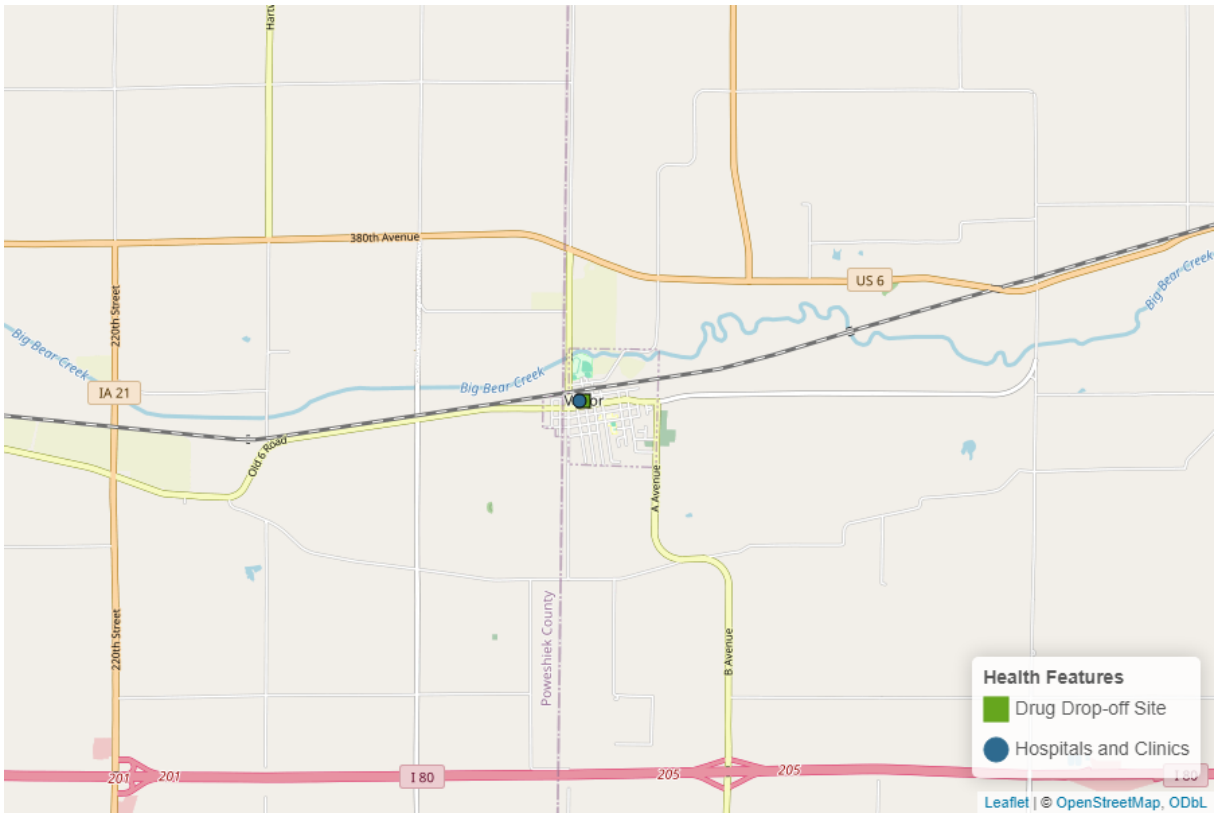 Hartw
380th Avenue
220th Street
US 6
Big Bear Creek
Big Bear Creek
IA 21
Big Bear Creek
Old 6 Road
A Avenue
220th Street
Poweshiek County
B Avenue
Health Features
Drug Drop-off Site
Hospitals and Clinics
201
201
I 80
205
205
I 80
Leaflet | © OpenStreetMap, ODbL